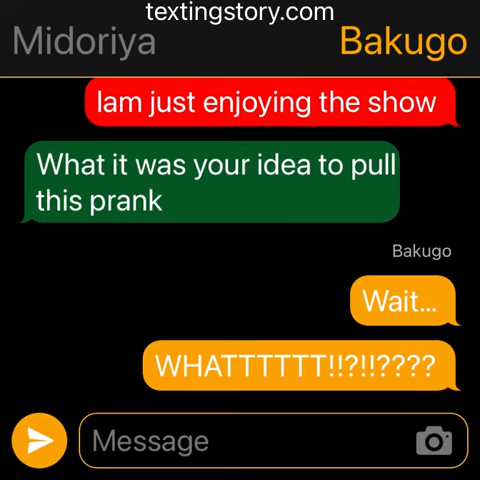 textingstory.com
Midoriya
Bakugo
Iam just enjoying the show
What it was your idea to pull
this prank
Bakugo
Wait...
WHATTTTTT!!?!!????
Message